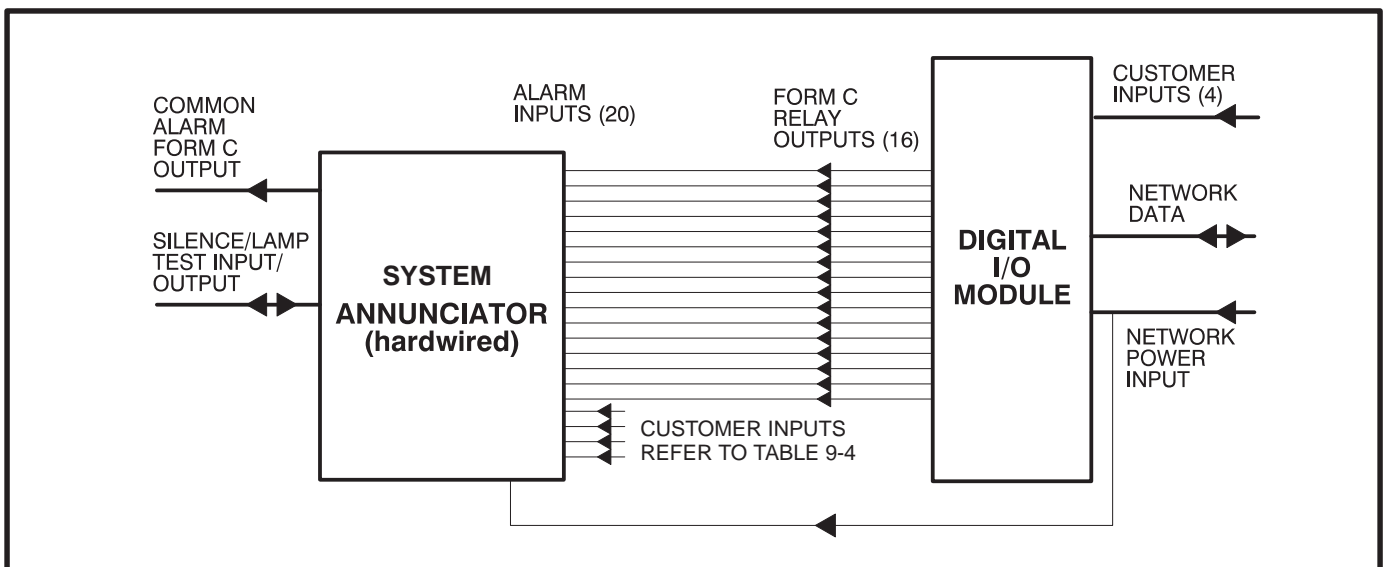 COMMON
ALARM
FORM C
OUTPUT
SILENCE/LAMP
TEST INPUT/
OUTPUT
SYSTEM
ANNUNCIATOR
(hardwired)
ALARM
INPUTS (20)
FORM C
RELAY
OUTPUTS (16)
CUSTOMER INPUTS
REFER TO TABLE 9-4
DIGITAL
I/O
MODULE
CUSTOMER
INPUTS (4)
NETWORK
DATA
NETWORK
POWER
INPUT